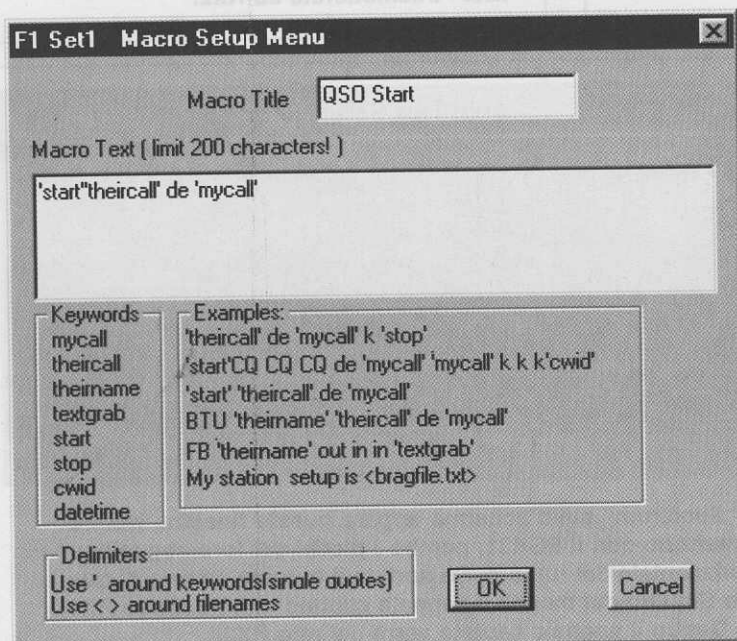 F1 Set1 Macro Setup Menu
Macro Title
QSO Start
Macro Text ( limit 200 characters! )
'start''theircall' de 'mycall'
Keywords
mycall
theircall
theirname
textgrab
start
stop
cwid
datetime
Examples:
'theircall' de 'mycall' k 'stop'
'start'CQ CQ CQ de 'mycall' 'mycall' k k k'cwid'
'start' 'theircall' de 'mycall'
BTU 'theirname' 'theircall' de 'mycall'
FB 'theirname' out in in 'textgrab'
My station setup is <bragfile.txt>
Delimiters
Use ' around keywords(single quotes)
Use < > around filenames
OK
Cancel